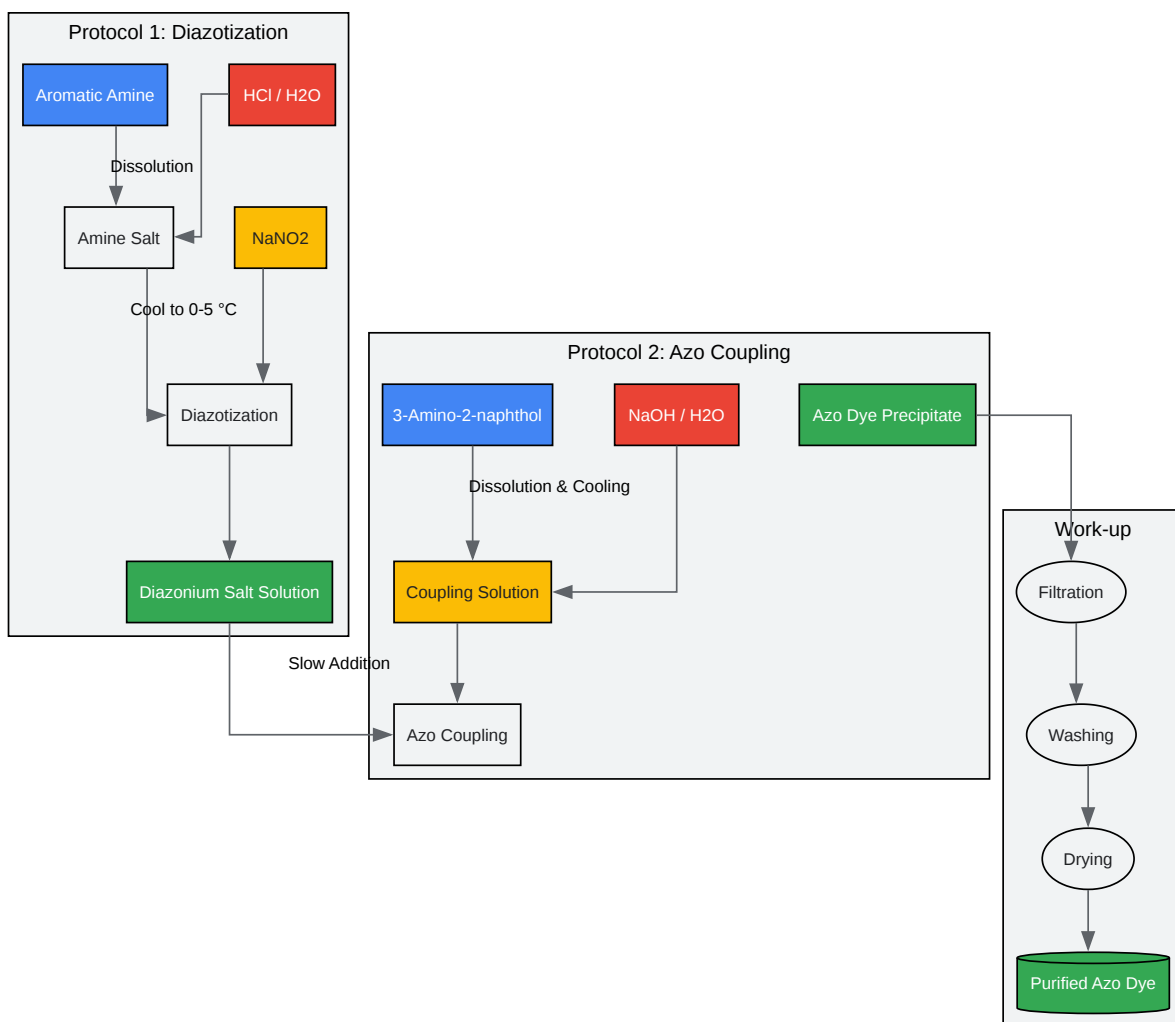 Protocol 1: Diazotization
Aromatic Amine
HCl / H2O
Dissolution
Amine Salt
NaNO2
Cool to 0-5 °C
Diazotization
Diazonium Salt Solution
Slow Addition
Protocol 2: Azo Coupling
3-Amino-2-naphthol
NaOH / H2O
Azo Dye Precipitate
Dissolution & Cooling
Coupling Solution
Azo Coupling
Work-up
Filtration
Washing
Drying
Purified Azo Dye